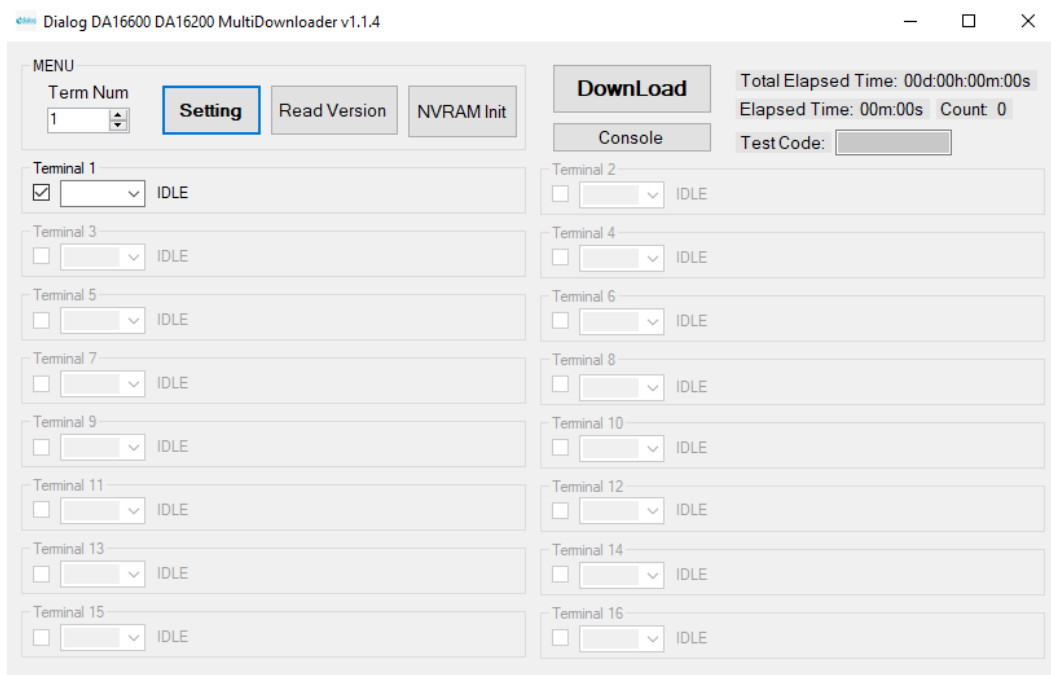 Dialog DA16600 DA16200 MultiDownloader v1.1.4
MENU
Term Num
1
Setting
Read Version
NVRAM Init
DownLoad
Console
Total Elapsed Time: 00d:00h:00m:00s
Elapsed Time: 00m:00s Count: 0
Test Code:
Terminal 1
IDLE
Terminal 2
IDLE
Terminal 3
IDLE
Terminal 4
IDLE
Terminal 5
IDLE
Terminal 6
IDLE
Terminal 7
IDLE
Terminal 8
IDLE
Terminal 9
IDLE
Terminal 10
IDLE
Terminal 11
IDLE
Terminal 12
IDLE
Terminal 13
IDLE
Terminal 14
IDLE
Terminal 15
IDLE
Terminal 16
IDLE